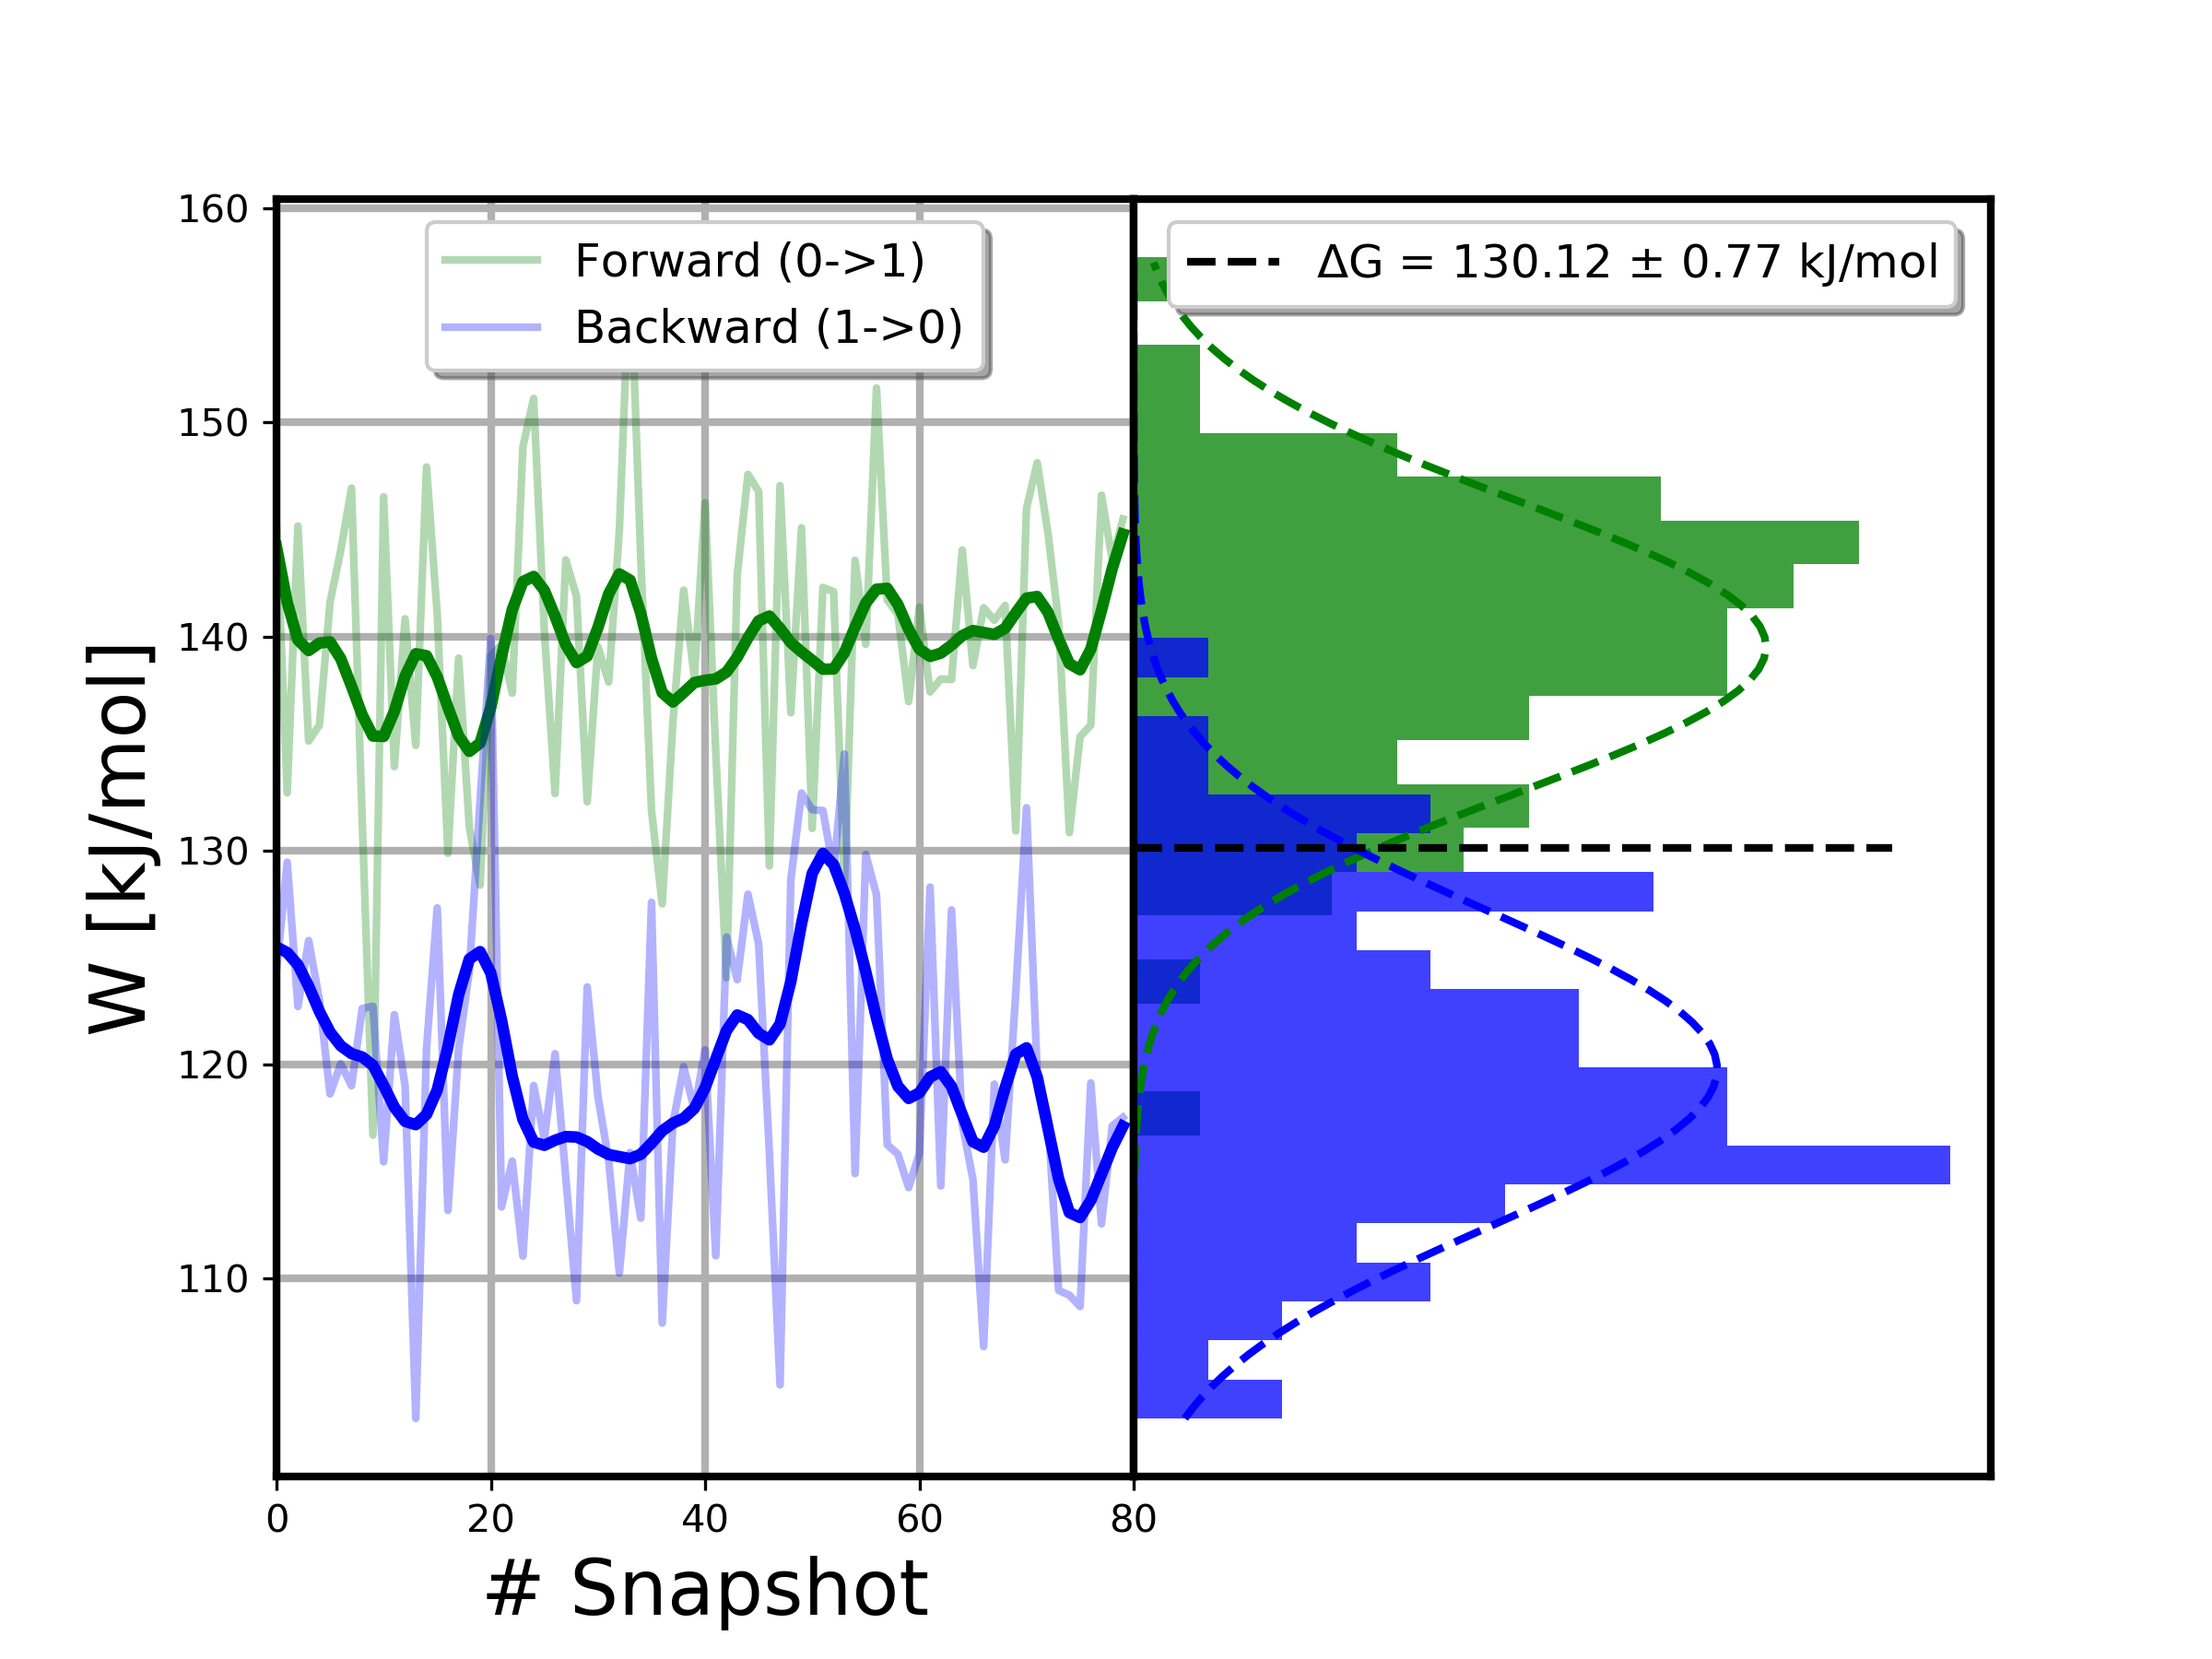 160
150
140
130
120
110
W [kJ/mol]
Forward (0->1)
Backward (1->0)
ΔG = 130.12 ± 0.77 kJ/mol
0
20
40
60
80
# Snapshot